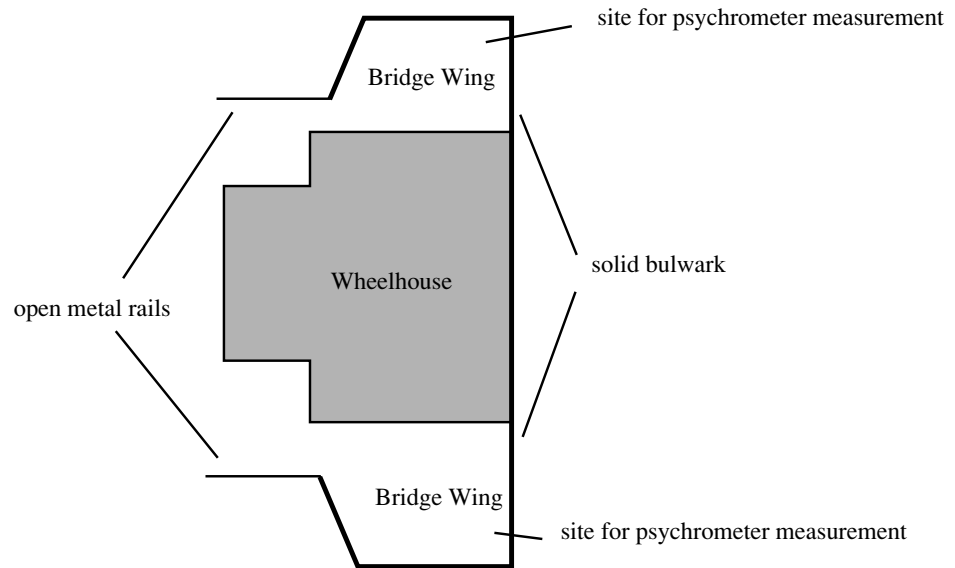 site for psychrometer measurement
Bridge Wing
solid bulwark
Wheelhouse
open metal rails
Bridge Wing
site for psychrometer measurement